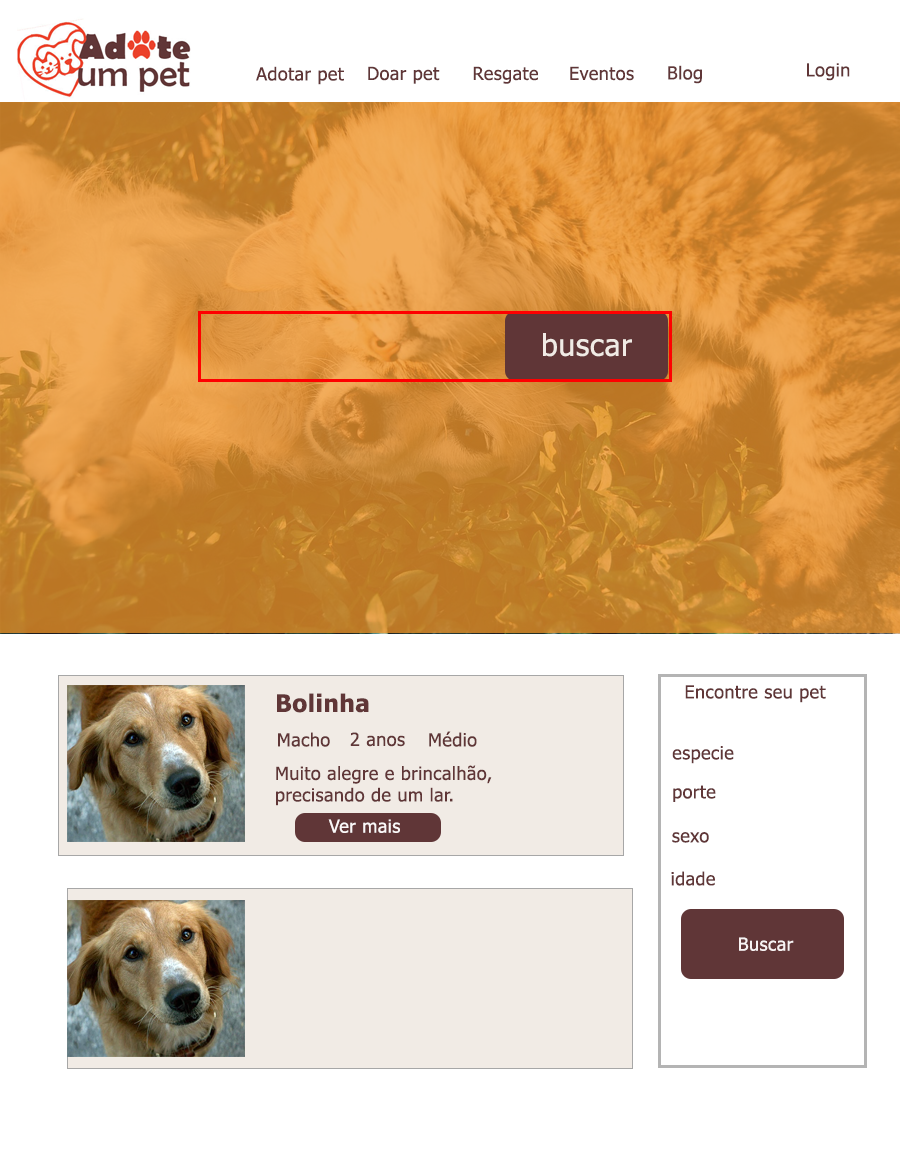 Adote
um pet
Adotar pet Doar pet Resgate Eventos Blog Login
buscar
Bolinha
Macho 2 anos Médio
Muito alegre e brincalhão,
precisando de um lar.
Ver mais
Encontre seu pet
especie
porte
sexo
idade
Buscar